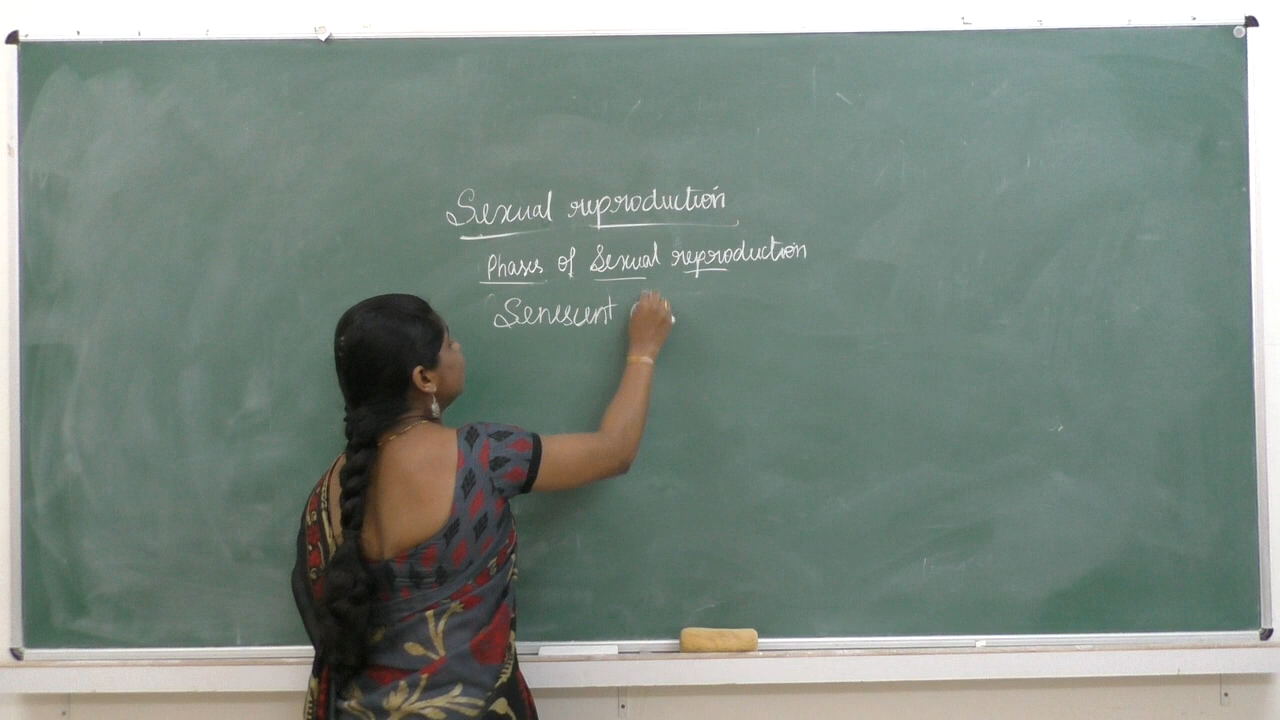 Sexual reproduction
Phases of Sexual reproduction
Senescent